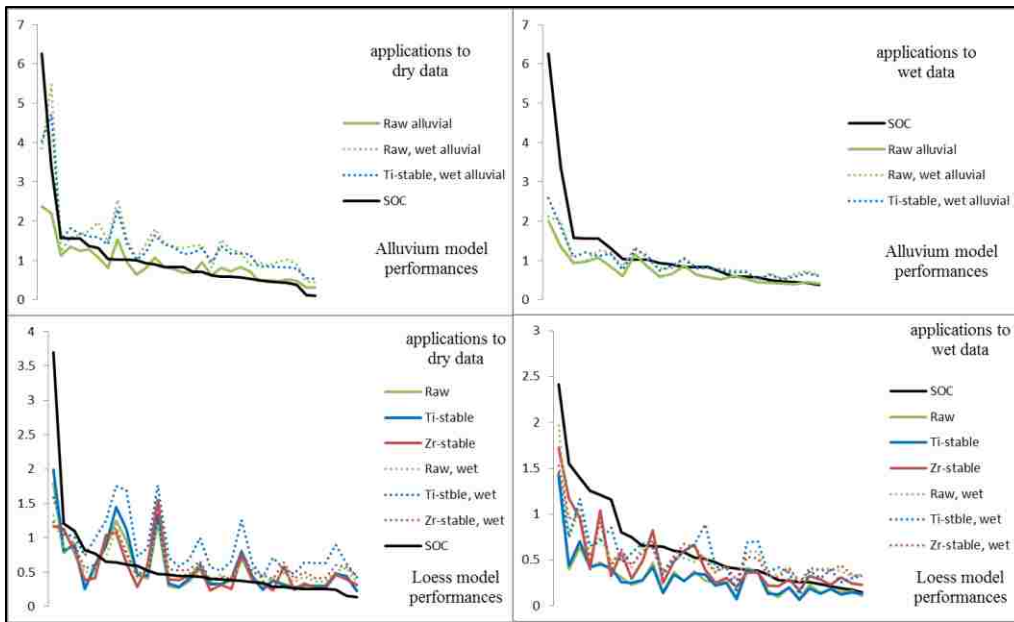 7
6
5
4
3
2
1
0
applications to
dry data
Raw alluvial
Raw, wet alluvial
Ti-stable, wet alluvial
SOC
Alluvium model
performances
7
6
5
4
3
2
1
0
applications to
wet data
SOC
Raw alluvial
Raw, wet alluvial
Ti-stable, wet alluvial
Alluvium model
performances
4
3.5
3
2.5
2
1.5
1
0.5
0
applications to
dry data
Raw
Ti-stable
Zr-stable
Raw, wet
Ti-stble, wet
Zr-stable, wet
SOC
Loess model
performances
3
2.5
2
1.5
1
0.5
0
applications to
wet data
SOC
Raw
Ti-stable
Zr-stable
Raw, wet
Ti-stble, wet
Zr-stable, wet
Loess model
performances